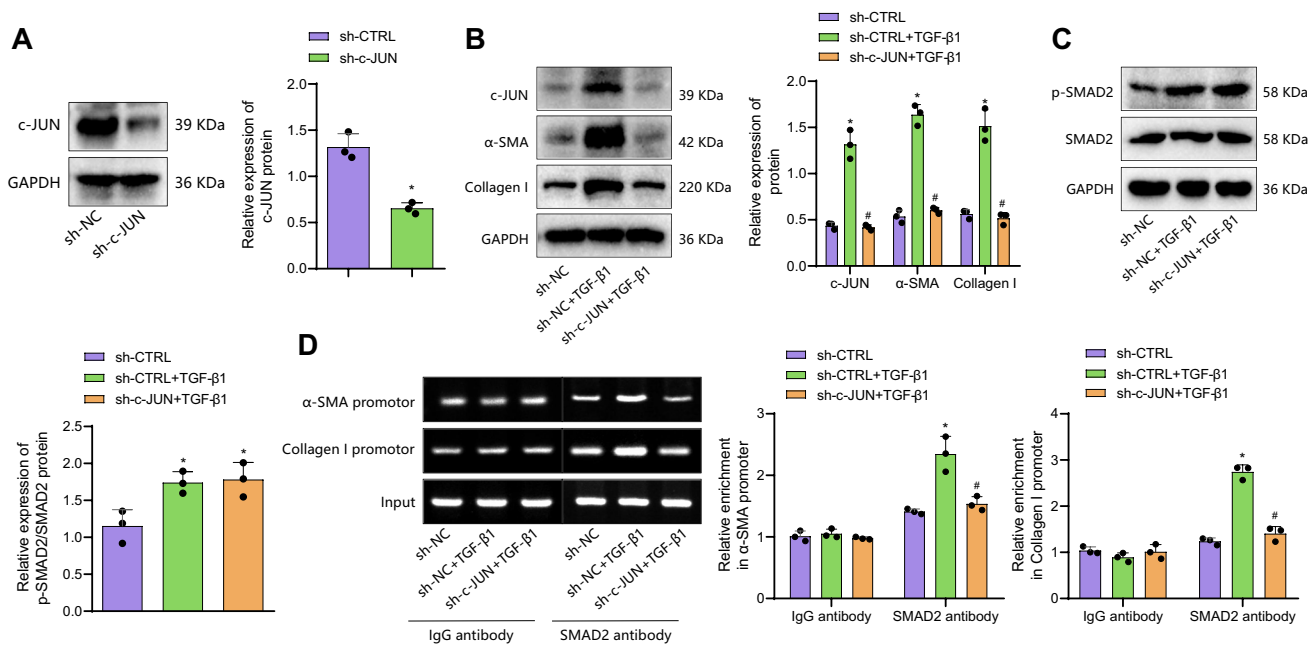 A
sh-CTRL
sh-c-JUN
c-JUN
39 KDa
GAPDH
36 KDa
sh-NC
sh-c-JUN
Relative expression of
c-JUN protein
2.0
1.5
1.0
0.5
0.0
*
B
c-JUN
39 KDa
α-SMA
42 KDa
Collagen I
220 KDa
GAPDH
36 KDa
sh-NC
sh-NC+TGF-β1
sh-c-JUN+TGF-β1
sh-CTRL
sh-CTRL+TGF-β1
sh-c-JUN+TGF-β1
Relative expression of
protein
2.0
1.5
1.0
0.5
0.0
*
#
*
#
*
#
c-JUN
α-SMA
Collagen I
C
p-SMAD2
58 KDa
SMAD2
58 KDa
GAPDH
36 KDa
sh-NC
sh-NC+TGF-β1
sh-c-JUN+TGF-β1
sh-CTRL
sh-CTRL+TGF-β1
sh-c-JUN+TGF-β1
Relative expression of
p-SMAD2/SMAD2 protein
2.5
2.0
1.5
1.0
0.5
0.0
*
*
D
α-SMA promotor
Collagen I promotor
Input
sh-NC
sh-NC+TGF-β1
sh-c-JUN+TGF-β1
sh-NC
sh-NC+TGF-β1
sh-c-JUN+TGF-β1
IgG antibody
SMAD2 antibody
sh-CTRL
sh-CTRL+TGF-β1
sh-c-JUN+TGF-β1
Relative enrichment
in α-SMA promoter
3
2
1
0
*
#
IgG antibody
SMAD2 antibody
sh-CTRL
sh-CTRL+TGF-β1
sh-c-JUN+TGF-β1
Relative enrichment
in Collagen I promoter
4
3
2
1
0
*
#
IgG antibody
SMAD2 antibody